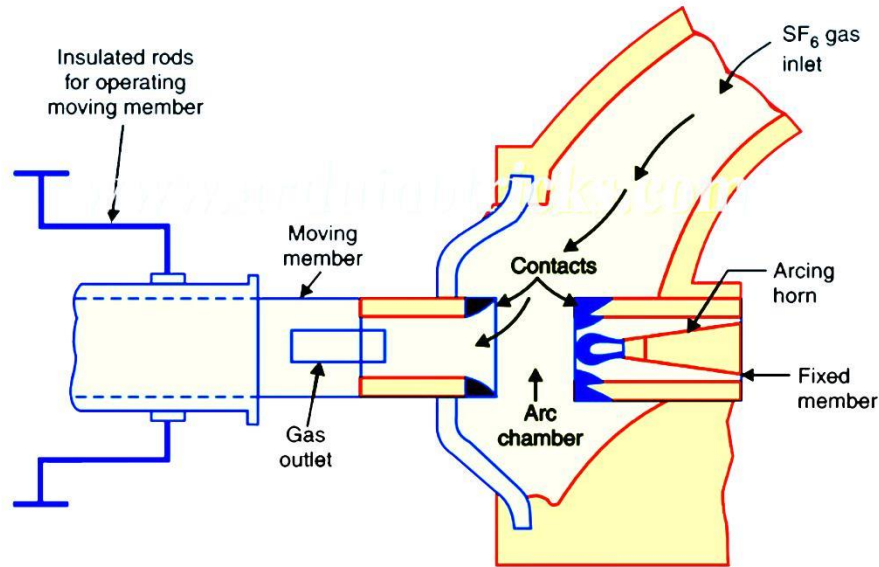 Insulated rods
for operating
moving member
SF₆ gas
inlet
Moving
member
Contacts
Arcing
horn
Gas
outlet
Arc
chamber
Fixed
member